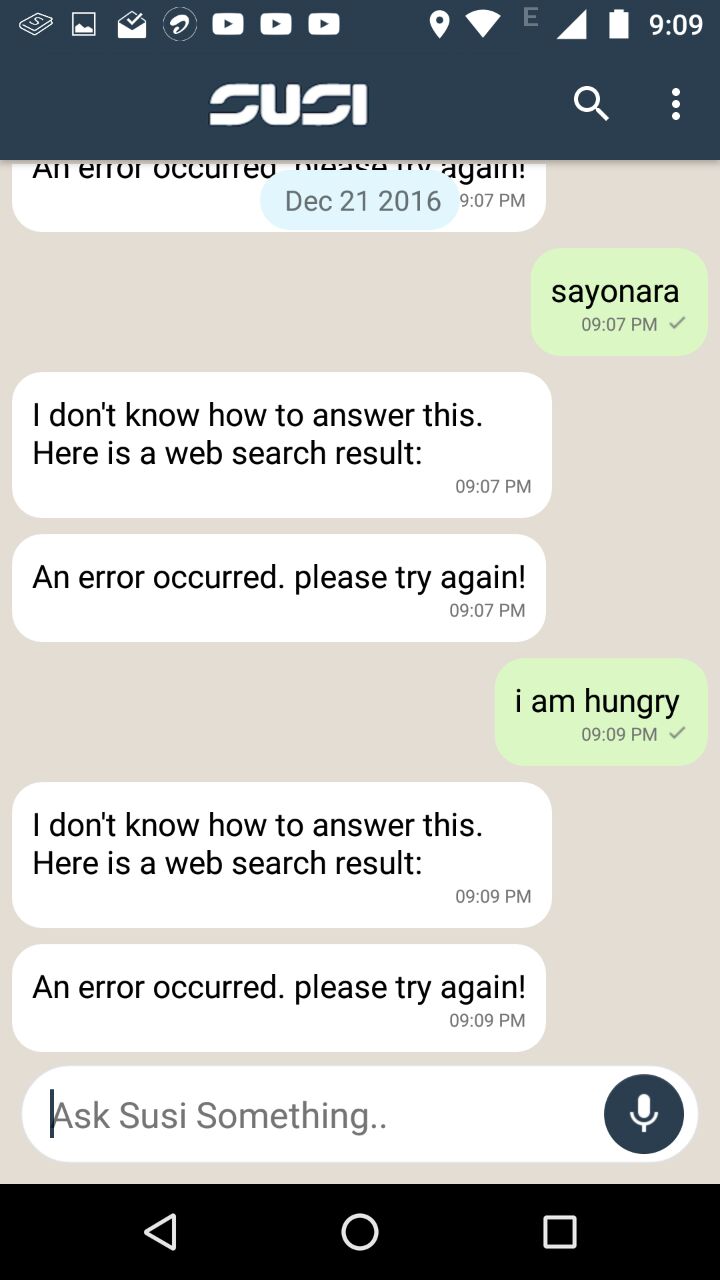 E 9:09
SUSI
An error occurred. please try again!
Dec 21 2016 9:07 PM
sayonara
09:07 PM
I don't know how to answer this.
Here is a web search result:
09:07 PM
An error occurred. please try again!
09:07 PM
i am hungry
09:09 PM
I don't know how to answer this.
Here is a web search result:
09:09 PM
An error occurred. please try again!
09:09 PM
Ask Susi Something..